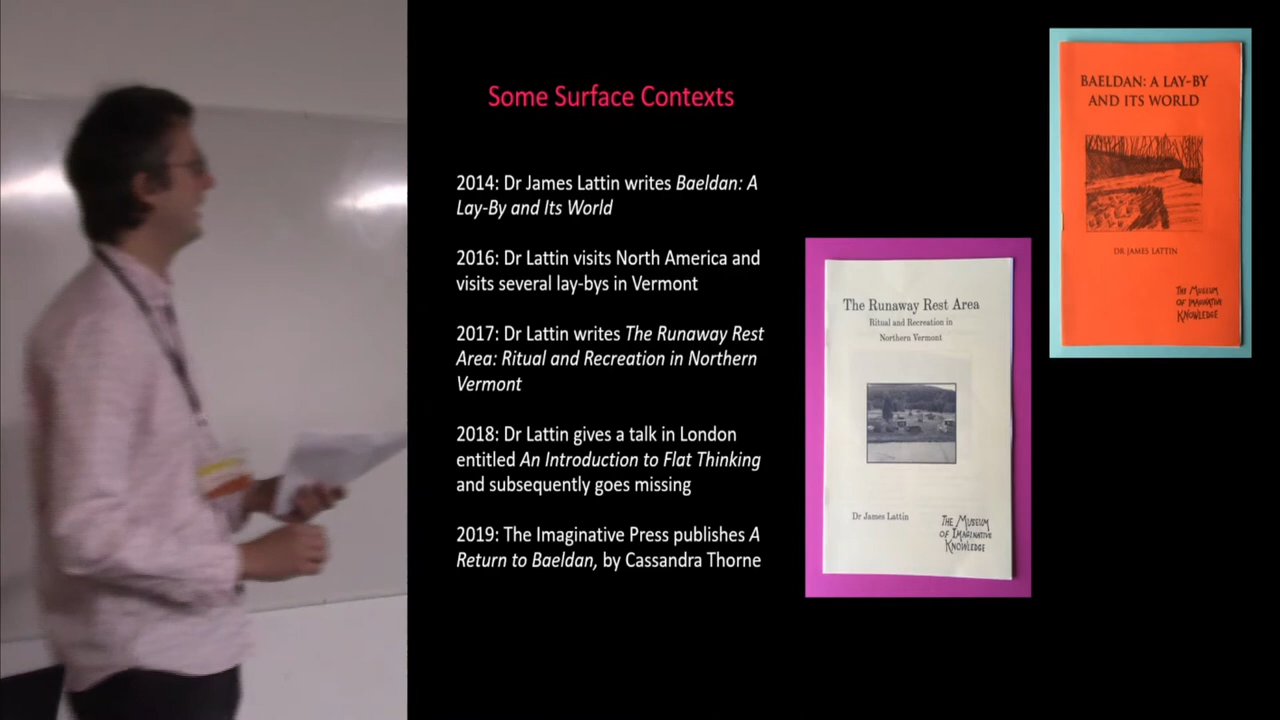 Some Surface Contexts
2014: Dr James Lattin writes Baeldan: A
Lay-By and Its World
2016: Dr Lattin visits North America and
visits several lay-bys in Vermont
2017: Dr Lattin writes The Runaway Rest
Area: Ritual and Recreation in Northern
Vermont
2018: Dr Lattin gives a talk in London
entitled An Introduction to Flat Thinking
and subsequently goes missing
2019: The Imaginative Press publishes A
Return to Baeldan, by Cassandra Thorne
The Runaway Rest Area
Ritual and Recreation in
Northern Vermont
Dr James Lattin
THE MUSEUM
OF IMAGINATIVE
KNOWLEDGE
BAELDAN: A LAY-BY
AND ITS WORLD
DR JAMES LATTIN
THE MUSEUM
OF IMAGINATIVE
KNOWLEDGE